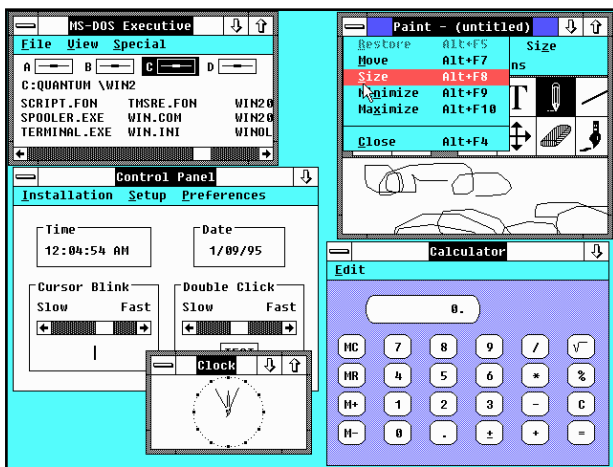 MS-DOS Executive
File View Special
A B C D
C:QUANTUM \WIN2
SCRIPT.FON TMSRE.FON WIN20
SPOOLER.EXE WIN.COM WIN20
TERMINAL.EXE WIN.INI WINOL
Paint - (untitled)
Restore Alt+F5
Size
Move Alt+F7
ns
Size Alt+F8
Minimize Alt+F9
Maximize Alt+F10
Close Alt+F4
T
Control Panel
Installation Setup Preferences
Time
12:04:54 AM
Date
1/09/95
Cursor Blink
Slow Fast
Double Click
Slow Fast
Clock
Calculator
Edit
0.
MC 7 8 9 / √
MR 4 5 6 * %
M+ 1 2 3 - C
M- 0 . ± + =